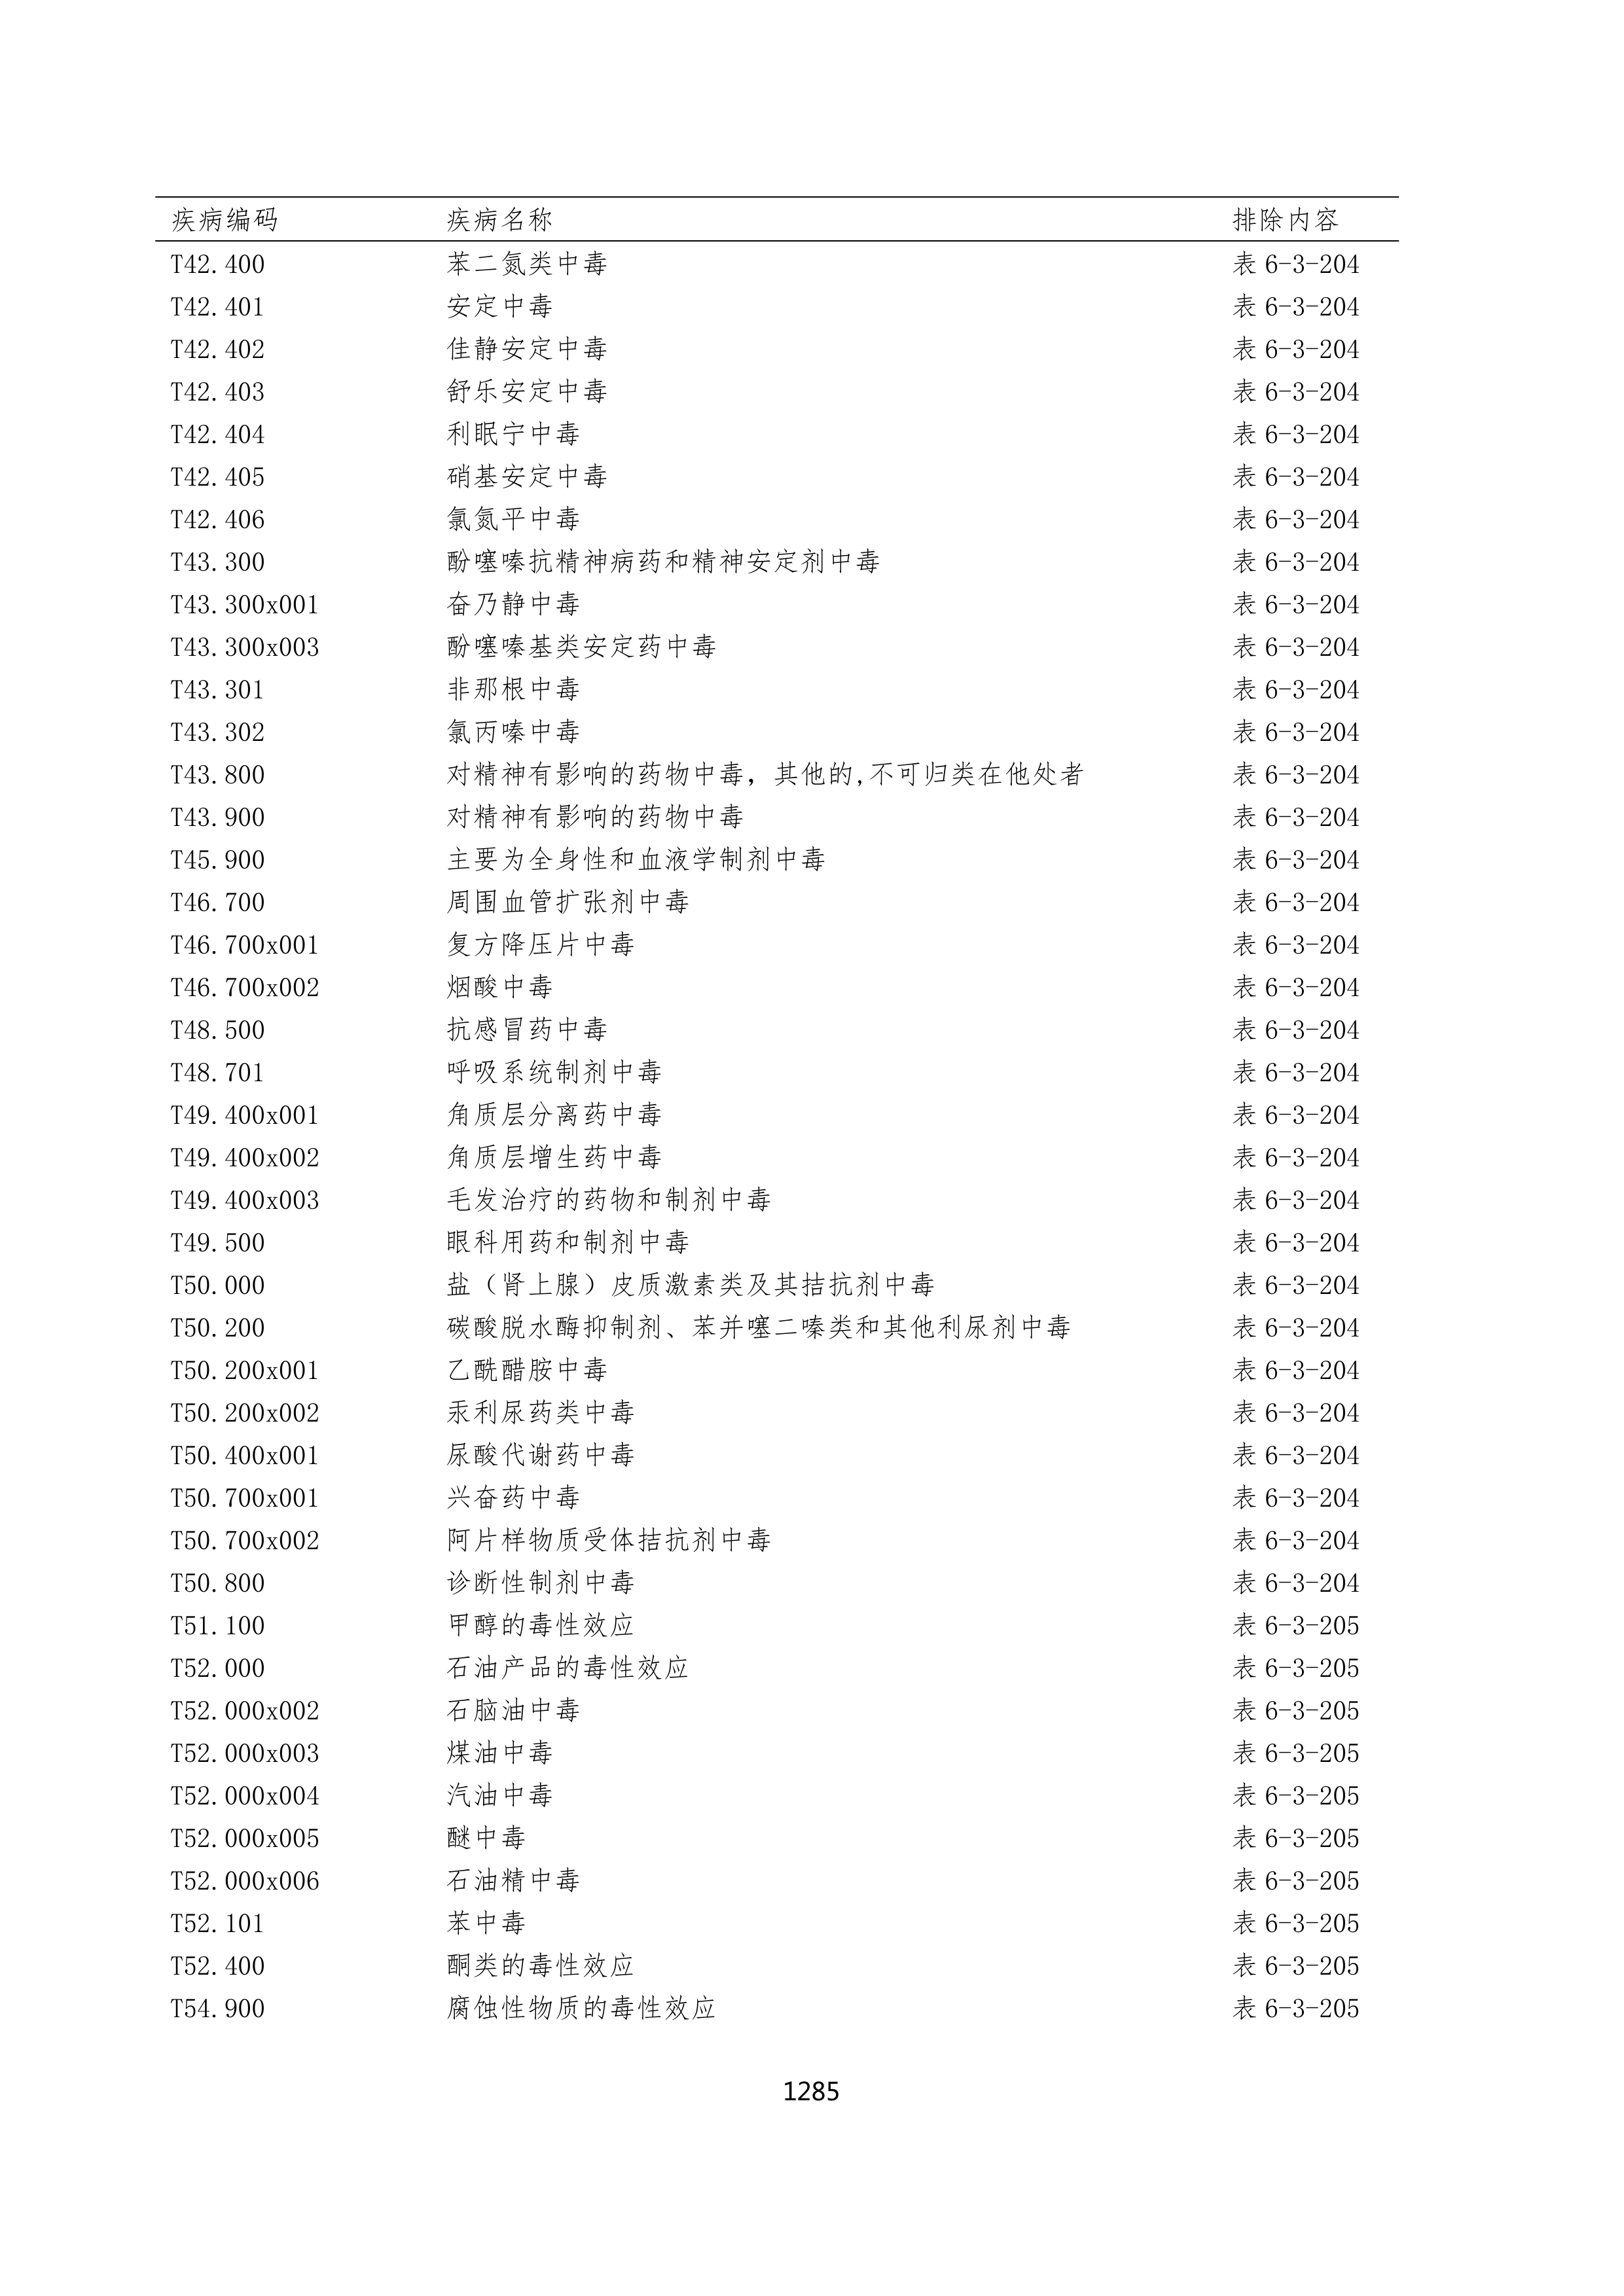 疾病编码 疾病名称 排除内容
T42.400 苯二氮类中毒 表 6-3-204
T42.401 安定中毒 表 6-3-204
T42.402 佳静安定中毒 表 6-3-204
T42.403 舒乐安定中毒 表 6-3-204
T42.404 利眠宁中毒 表 6-3-204
T42.405 硝基安定中毒 表 6-3-204
T42.406 氯氮平中毒 表 6-3-204
T43.300 酚噻嗪抗精神病药和精神安定剂中毒 表 6-3-204
T43.300x001 奋乃静中毒 表 6-3-204
T43.300x003 酚噻嗪基类安定药中毒 表 6-3-204
T43.301 非那根中毒 表 6-3-204
T43.302 氯丙嗪中毒 表 6-3-204
T43.800 对精神有影响的药物中毒，其他的,不可归类在他处者 表 6-3-204
T43.900 对精神有影响的药物中毒 表 6-3-204
T45.900 主要为全身性和血液学制剂中毒 表 6-3-204
T46.700 周围血管扩张剂中毒 表 6-3-204
T46.700x001 复方降压片中毒 表 6-3-204
T46.700x002 烟酸中毒 表 6-3-204
T48.500 抗感冒药中毒 表 6-3-204
T48.701 呼吸系统制剂中毒 表 6-3-204
T49.400x001 角质层分离药中毒 表 6-3-204
T49.400x002 角质层增生药中毒 表 6-3-204
T49.400x003 毛发治疗的药物和制剂中毒 表 6-3-204
T49.500 眼科用药和制剂中毒 表 6-3-204
T50.000 盐（肾上腺）皮质激素类及其拮抗剂中毒 表 6-3-204
T50.200 碳酸脱水酶抑制剂、苯并噻二嗪类和其他利尿剂中毒 表 6-3-204
T50.200x001 乙酰醋胺中毒 表 6-3-204
T50.200x002 汞利尿药类中毒 表 6-3-204
T50.400x001 尿酸代谢药中毒 表 6-3-204
T50.700x001 兴奋药中毒 表 6-3-204
T50.700x002 阿片样物质受体拮抗剂中毒 表 6-3-204
T50.800 诊断性制剂中毒 表 6-3-204
T51.100 甲醇的毒性效应 表 6-3-205
T52.000 石油产品的毒性效应 表 6-3-205
T52.000x002 石脑油中毒 表 6-3-205
T52.000x003 煤油中毒 表 6-3-205
T52.000x004 汽油中毒 表 6-3-205
T52.000x005 醚中毒 表 6-3-205
T52.000x006 石油精中毒 表 6-3-205
T52.101 苯中毒 表 6-3-205
T52.400 酮类的毒性效应 表 6-3-205
T54.900 腐蚀性物质的毒性效应 表 6-3-205
1285